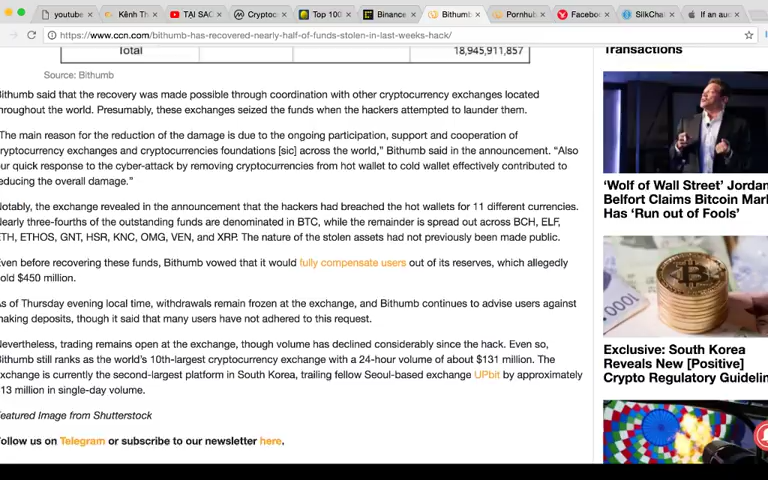 youtube
Kênh Th
TẠI SAO
Cryptoc
Top 100
Binance
Bithumb
Pornhub
Facebo
SilkCha
If an au
https://www.ccn.com/bithumb-has-recovered-nearly-half-of-funds-stolen-in-last-weeks-hack/
Total 18,945,911,857
Source: Bithumb
Bithumb said that the recovery was made possible through coordination with other cryptocurrency exchanges located
throughout the world. Presumably, these exchanges seized the funds when the hackers attempted to launder them.
"The main reason for the reduction of the damage is due to the ongoing participation, support and cooperation of
cryptocurrency exchanges and cryptocurrencies foundations [sic] across the world," Bithumb said in the announcement. "Also
our quick response to the cyber-attack by removing cryptocurrencies from hot wallet to cold wallet effectively contributed to
reducing the overall damage."
Notably, the exchange revealed in the announcement that the hackers had breached the hot wallets for 11 different currencies.
Nearly three-fourths of the outstanding funds are denominated in BTC, while the remainder is spread out across BCH, ELF,
ETH, ETHOS, GNT, HSR, KNC, OMG, VEN, and XRP. The nature of the stolen assets had not previously been made public.
Even before recovering these funds, Bithumb vowed that it would fully compensate users out of its reserves, which allegedly
hold $450 million.
As of Thursday evening local time, withdrawals remain frozen at the exchange, and Bithumb continues to advise users against
making deposits, though it said that many users have not adhered to this request.
Nevertheless, trading remains open at the exchange, though volume has declined considerably since the hack. Even so,
Bithumb still ranks as the world's 10th-largest cryptocurrency exchange with a 24-hour volume of about $131 million. The
exchange is currently the second-largest platform in South Korea, trailing fellow Seoul-based exchange UPbit by approximately
13 million in single-day volume.
Featured Image from Shutterstock
Follow us on Telegram or subscribe to our newsletter here.
Transactions
'Wolf of Wall Street' Jordan
Belfort Claims Bitcoin Mark
Has 'Run out of Fools'
Exclusive: South Korea
Reveals New [Positive]
Crypto Regulatory Guidelin